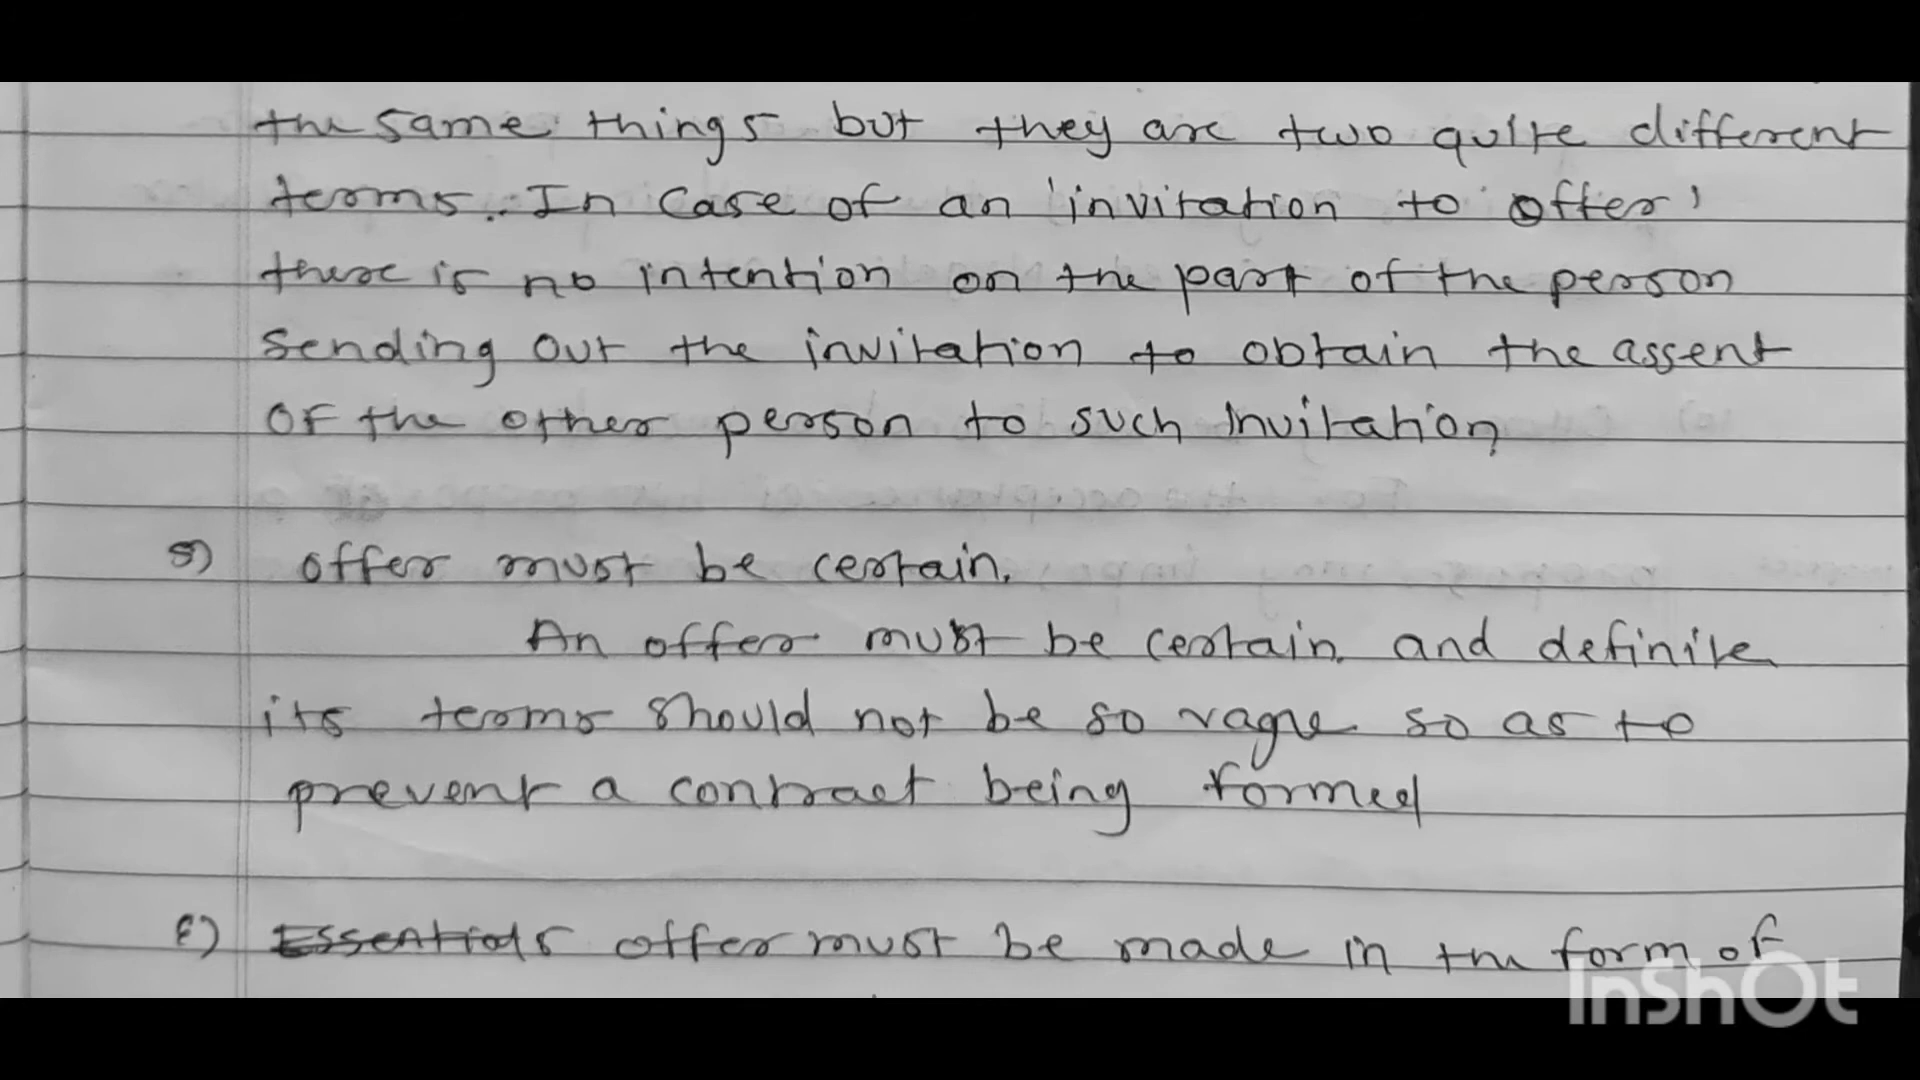 the same things but they are two quite different
terms. In case of an 'invitation to offer'
there is no intention on the part of the person
sending out the invitation to obtain the assent
of the other person to such invitation,
5) offer must be certain.
An offer must be certain. and definite
its terms should not be so vague so as to
prevent a contract being formed
६) Essentials offer must be made in the form of
InShOt